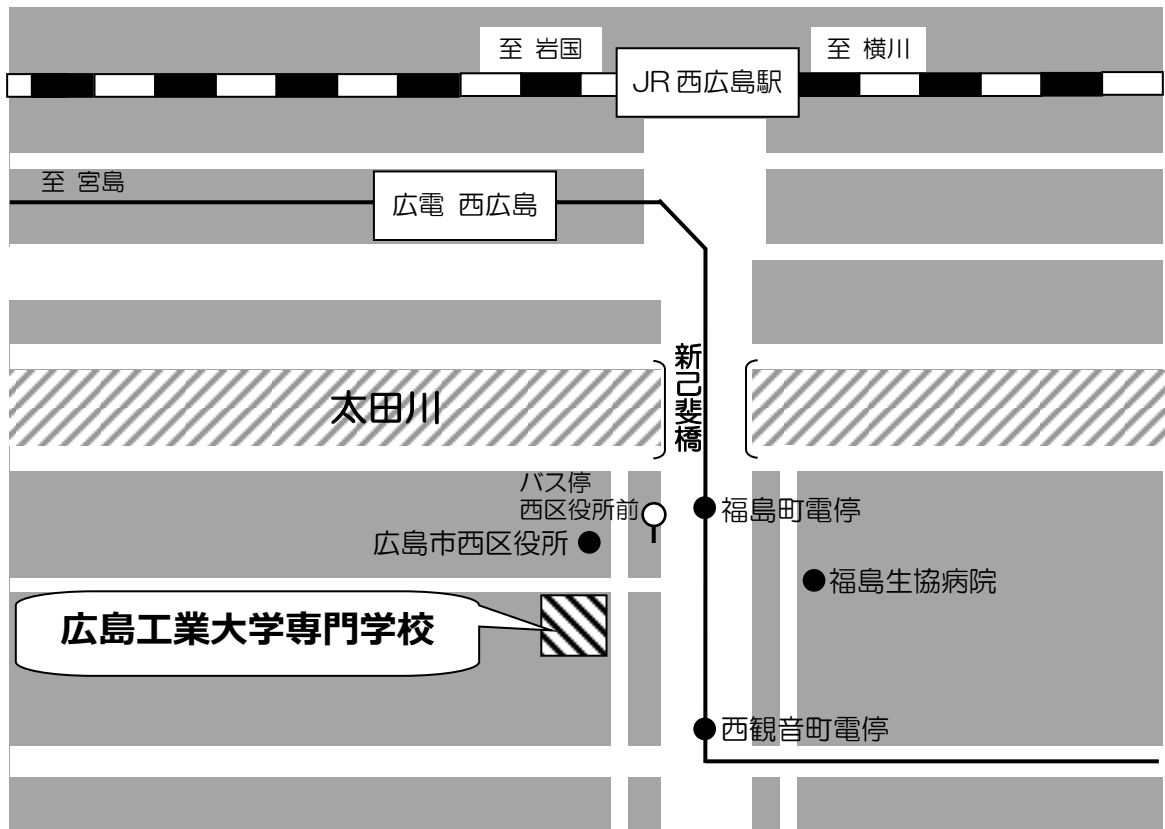 至 岩国
至 横川
JR 西広島駅
至 宮島
広電 西広島
新己斐橋
太田川
バス停
西区役所前
福島町電停
広島市西区役所
福島生協病院
広島工業大学専門学校
西観音町電停